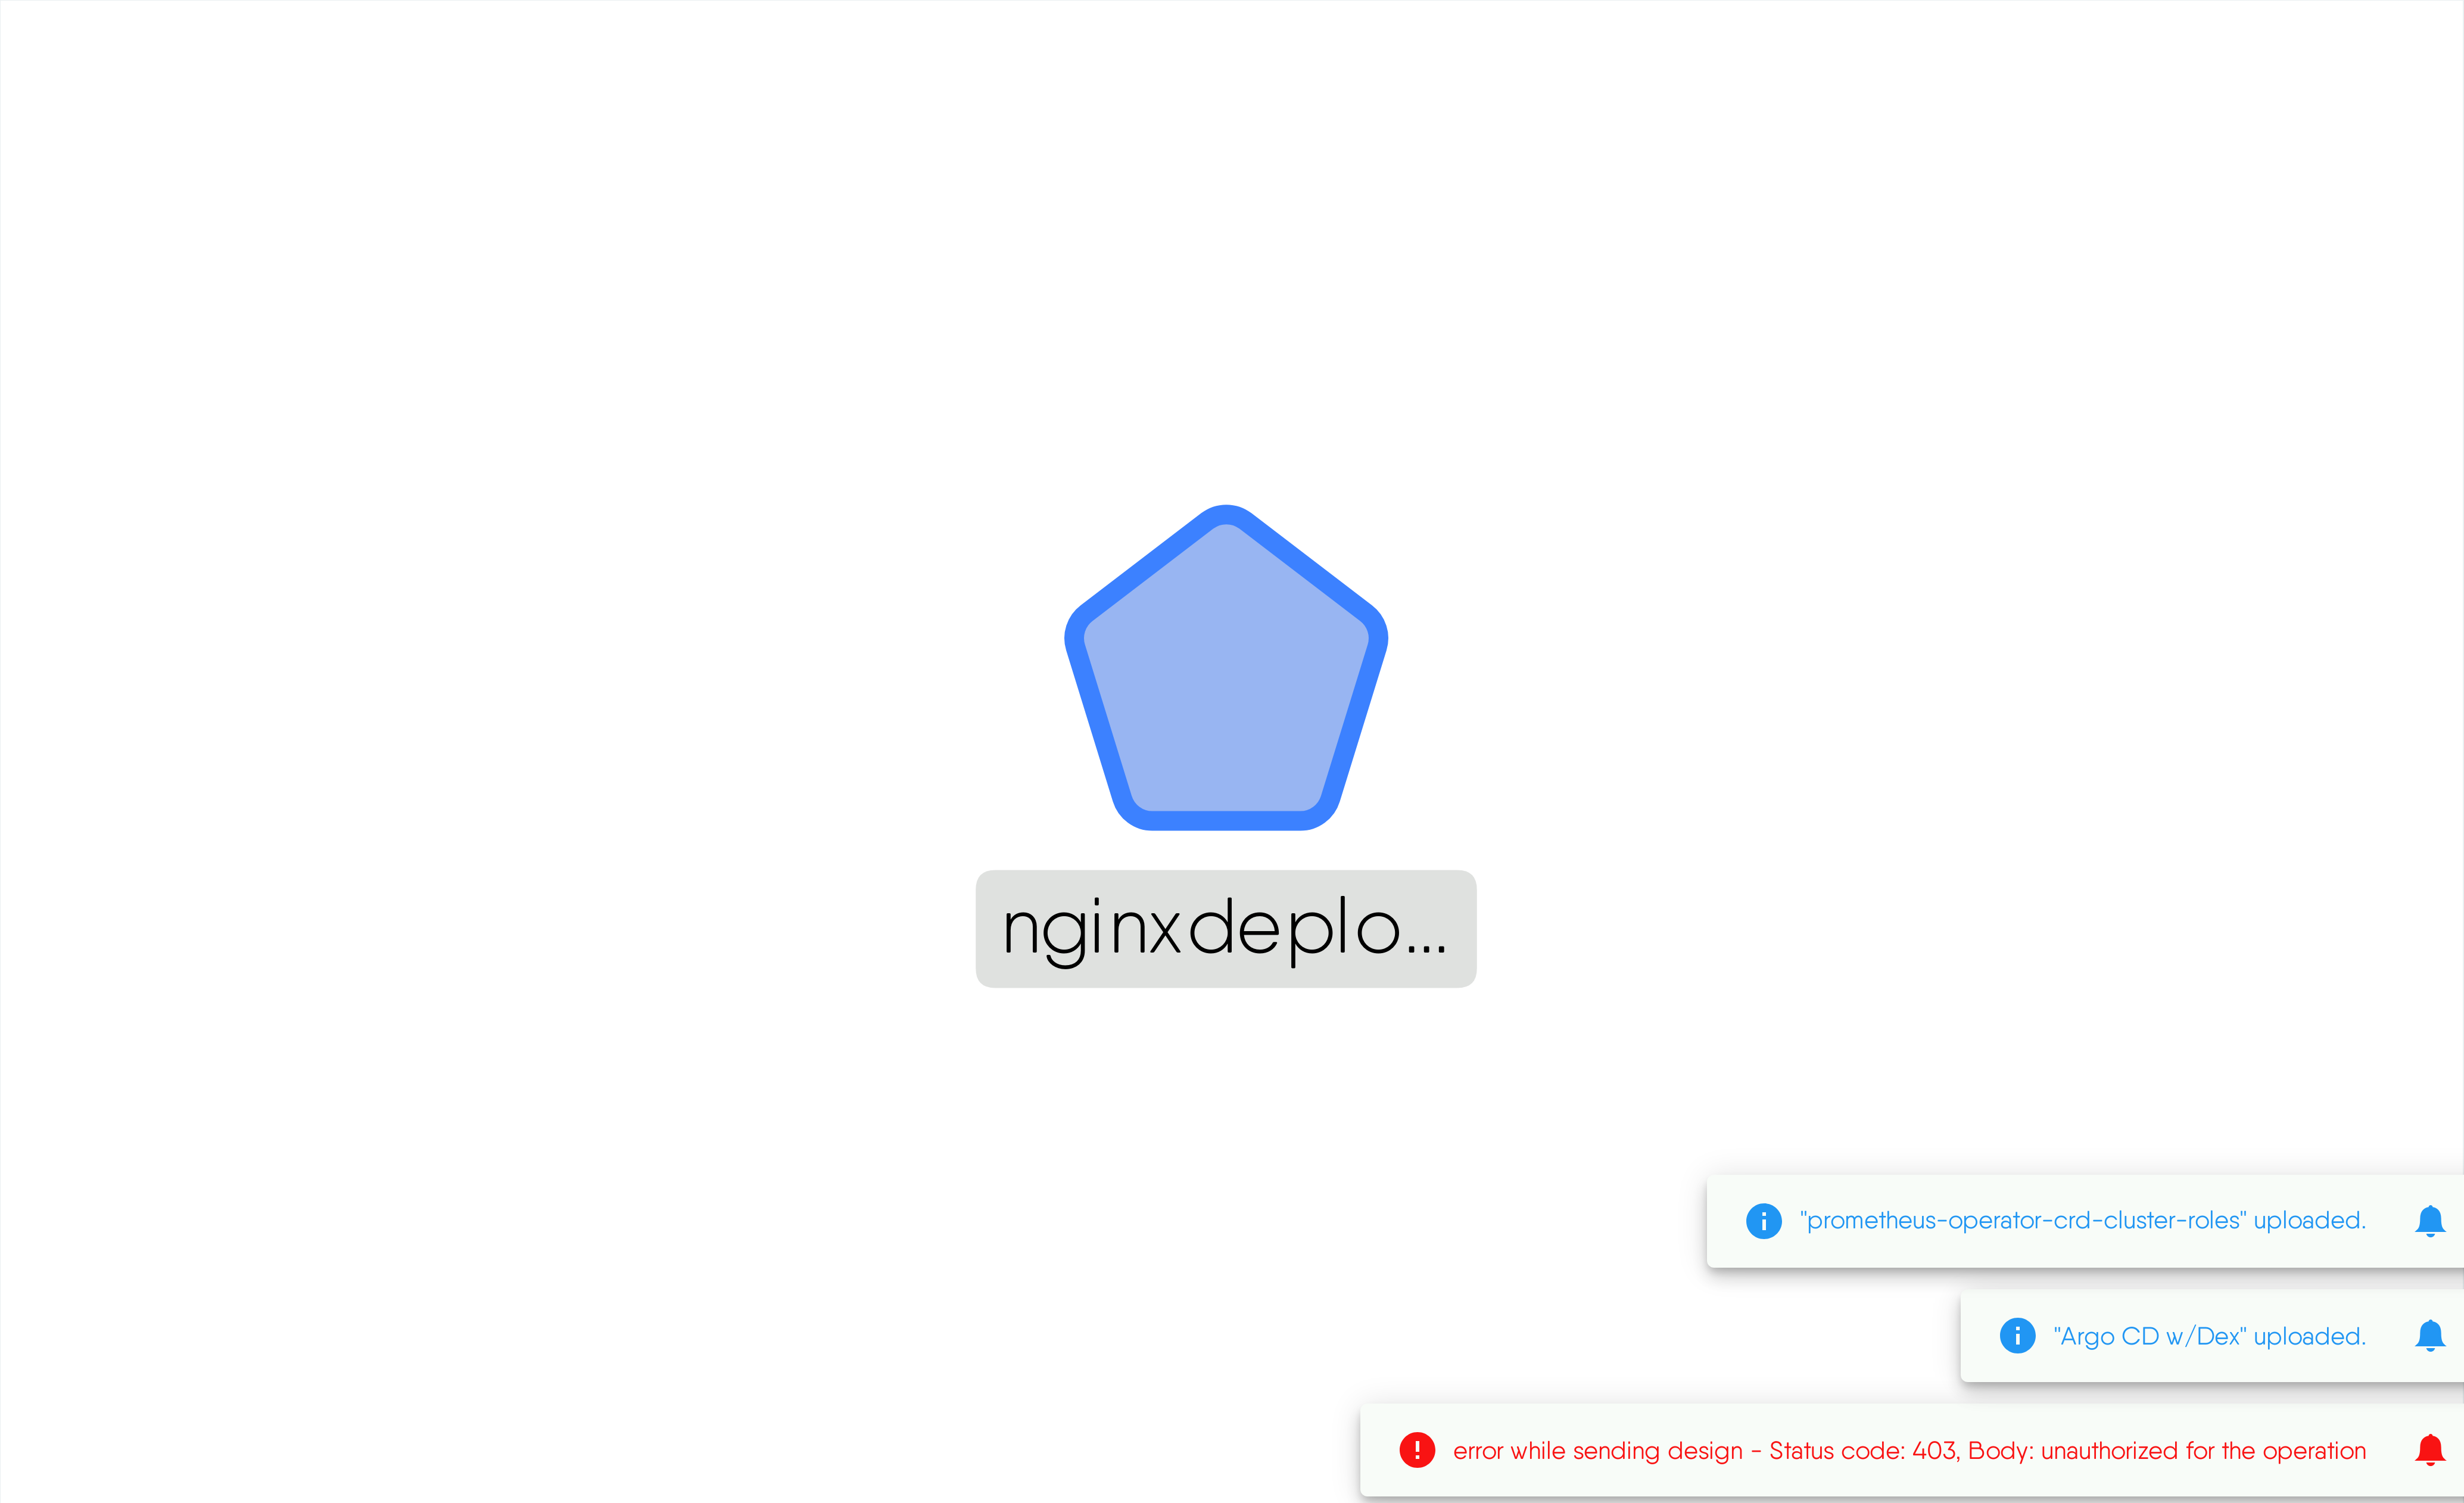 nginxdeplo...
"prometheus-operator-crd-cluster-roles" uploaded.
"Argo CD w/Dex" uploaded.
error while sending design - Status code: 403, Body: unauthorized for the operation